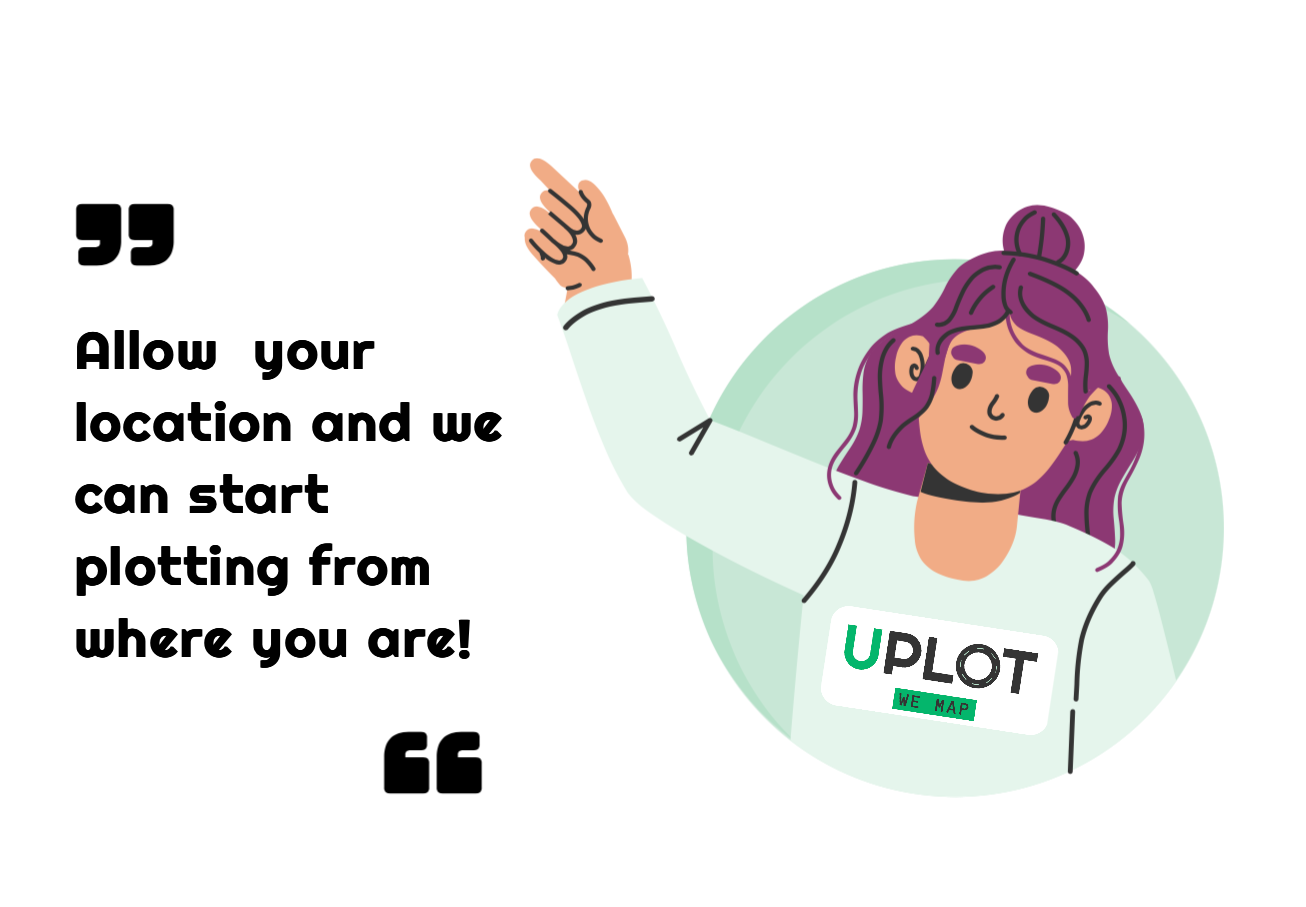 Allow your
location and we
can start
plotting from
where you are!
UPLOT
WE MAP